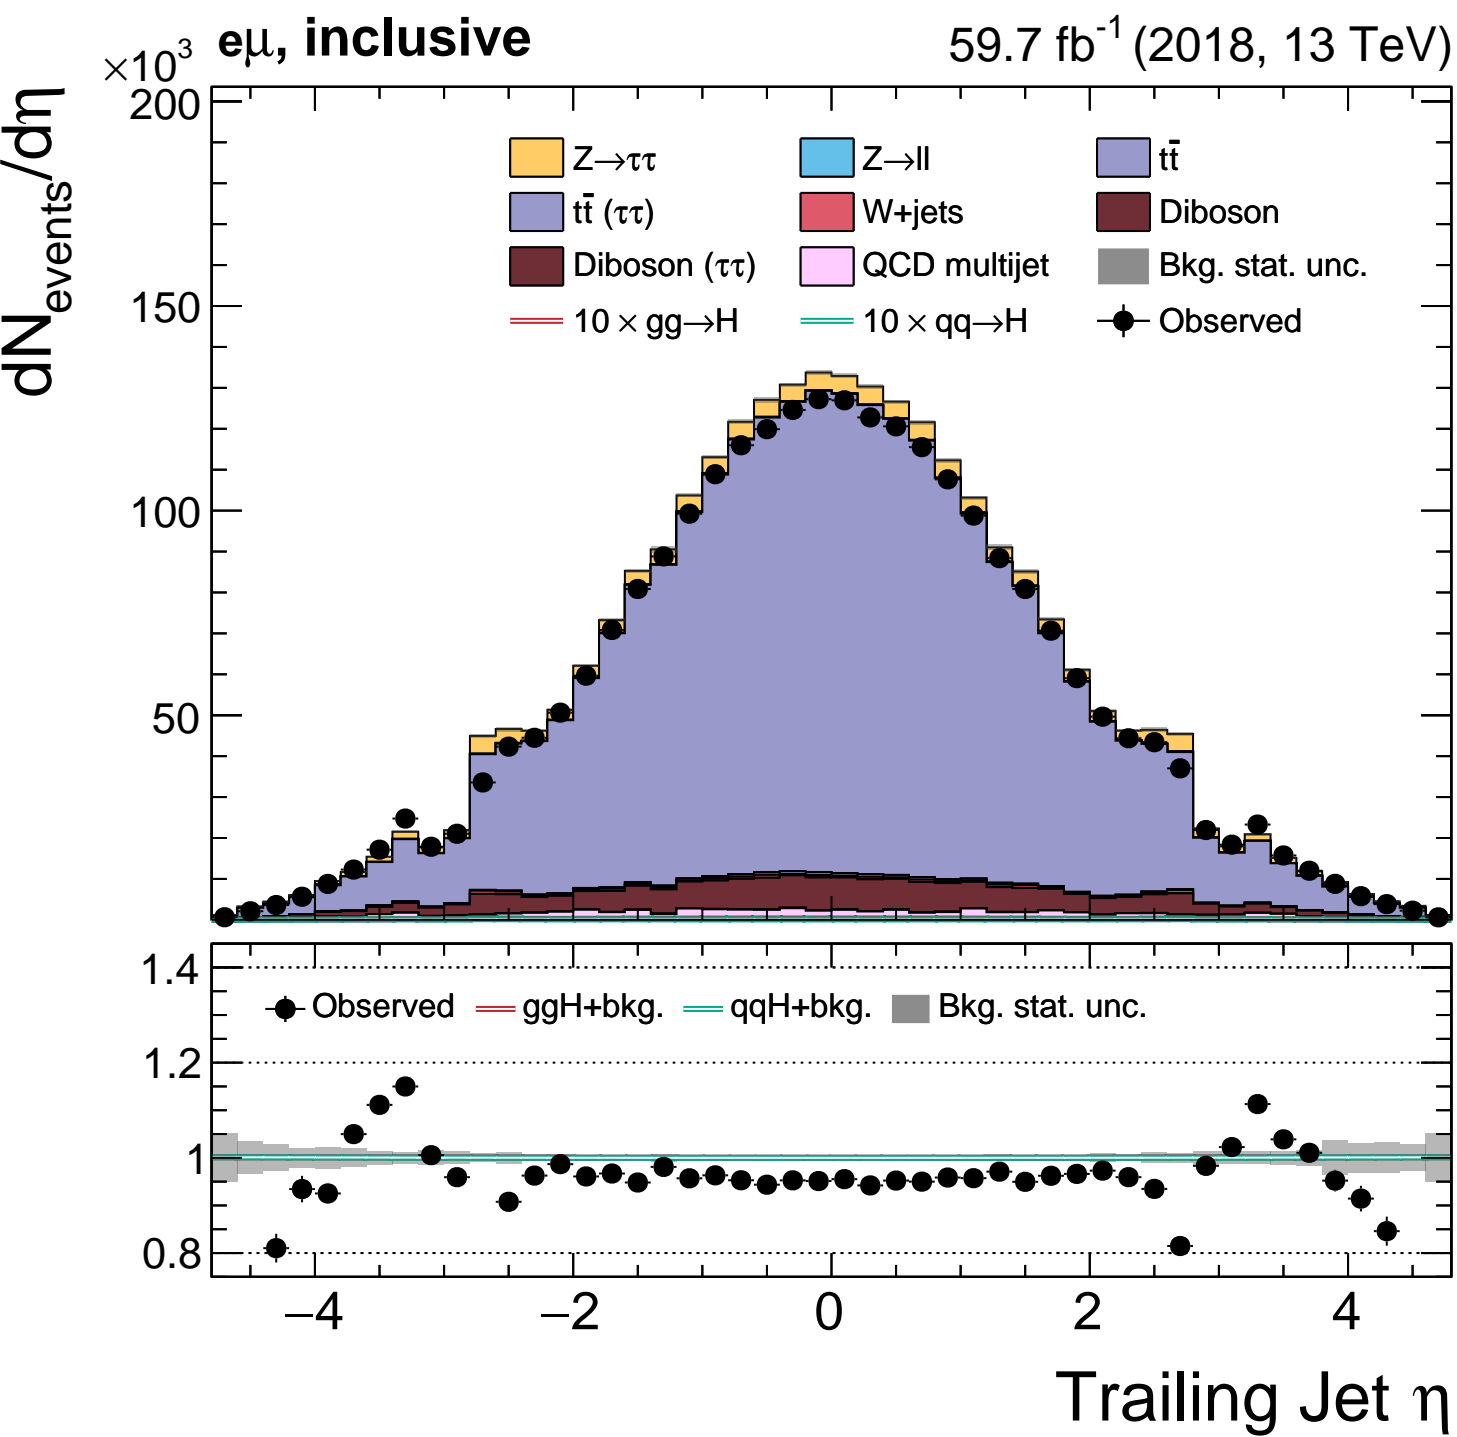 eμ, inclusive 59.7 fb⁻¹ (2018, 13 TeV)
×10³
dN_events/dη
200
150
100
50
Z→ττ Z→ll tt̄
tt̄ (ττ) W+jets Diboson
Diboson (ττ) QCD multijet Bkg. stat. unc.
10 × gg→H 10 × qq→H Observed
1.4
1.2
1
0.8
Observed ggH+bkg. qqH+bkg. Bkg. stat. unc.
−4 −2 0 2 4
Trailing Jet η